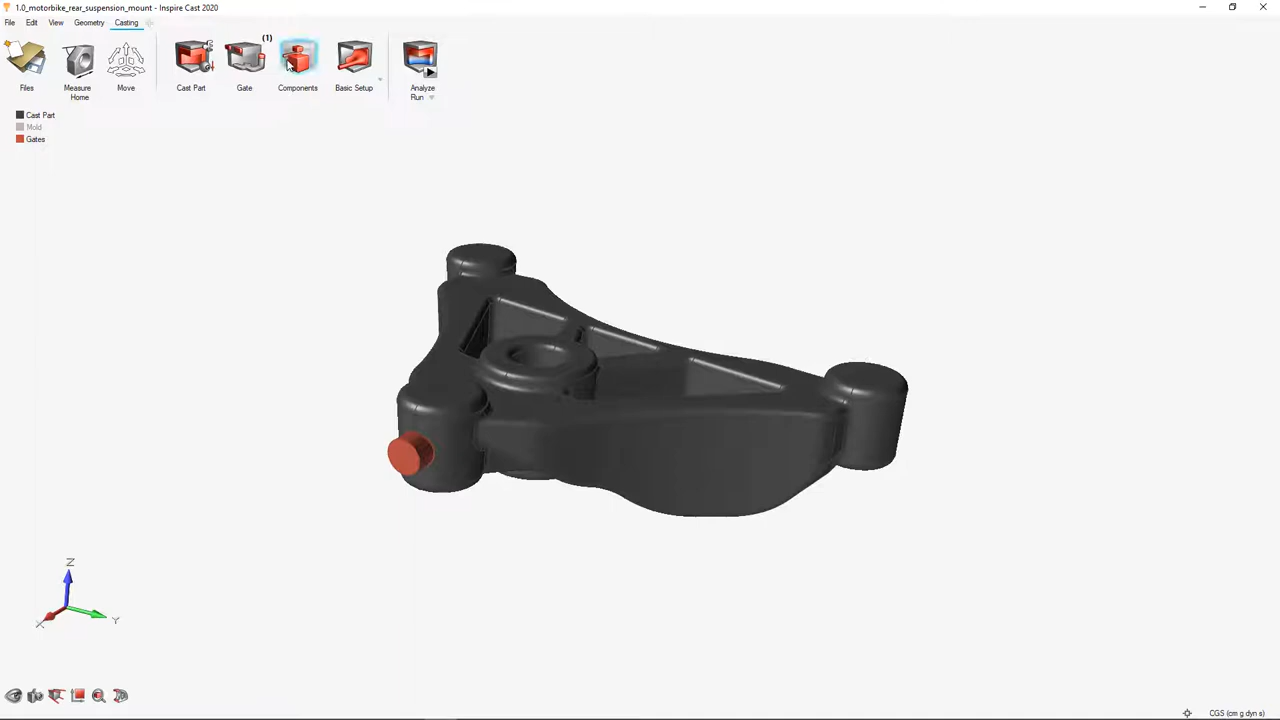 1.0_motorbike_rear_suspension_mount - Inspire Cast 2020
File Edit View Geometry Casting
(1)
Files Measure Home Move Cast Part Gate Components Basic Setup Analyze Run
Cast Part
Mold
Gates
Z
X
Y
CGS (cm g dyn s)